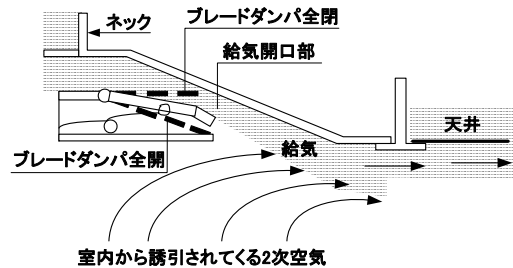 ネック
ブレードダンパ全閉
給気開口部
天井
ブレードダンパ全開
給気
室内から誘引されてくる2次空気